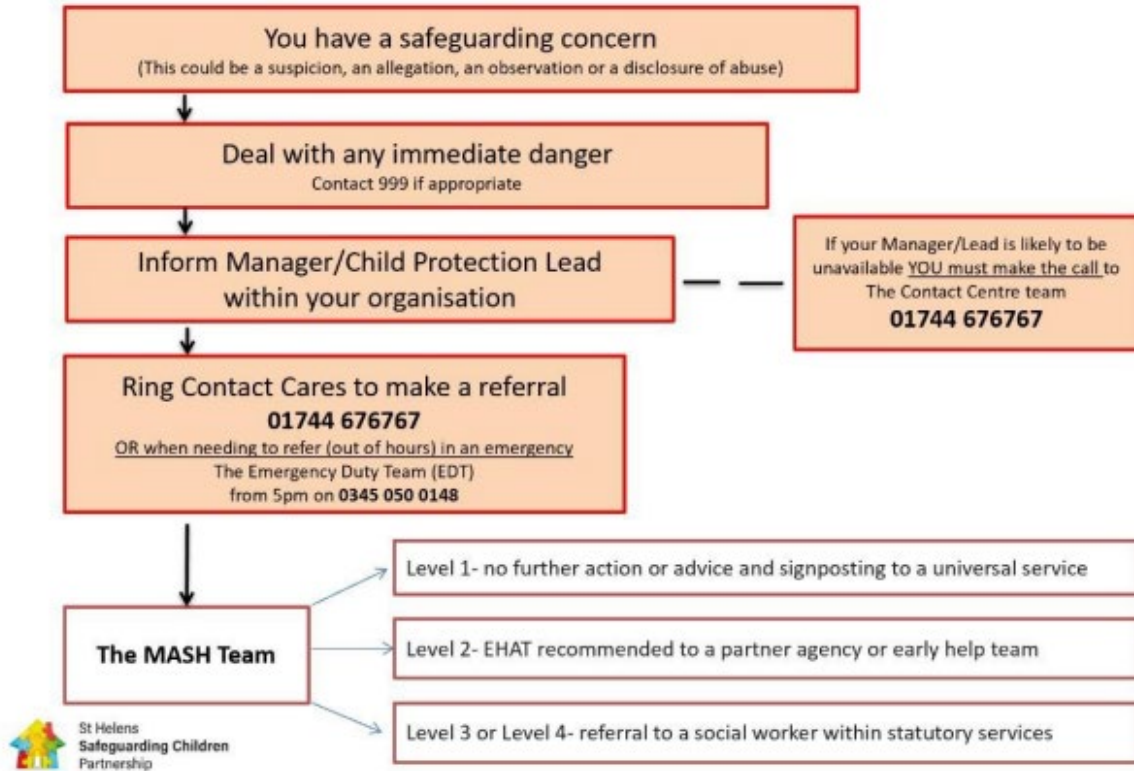 You have a safeguarding concern
(This could be a suspicion, an allegation, an observation or a disclosure of abuse)
Deal with any immediate danger
Contact 999 if appropriate
Inform Manager/Child Protection Lead
within your organisation
If your Manager/Lead is likely to be
unavailable YOU must make the call to
The Contact Centre team
01744 676767
Ring Contact Cares to make a referral
01744 676767
OR when needing to refer (out of hours) in an emergency
The Emergency Duty Team (EDT)
from 5pm on 0345 050 0148
The MASH Team
Level 1- no further action or advice and signposting to a universal service
Level 2- EHAT recommended to a partner agency or early help team
Level 3 or Level 4- referral to a social worker within statutory services
St Helens
Safeguarding Children
Partnership